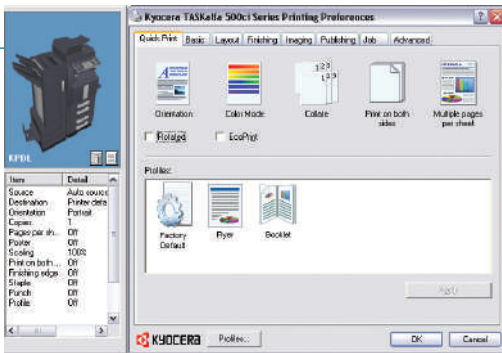 Kyocera TASKalfa 500ci Series Printing Preferences
Quick Print Basic Layout Finishing Imaging Publishing Job Advanced
Orientation
Color Mode
Collate
Print on both sides
Multiple pages per sheet
Rotated
EcoPrint
KPDL
Item Detail
Source Auto source
Destination Printer defa
Orientation Portrait
Copies 1
Pages per sh... Off
Poster Off
Scaling 100%
Print on both... Off
Finishing edge Off
Staple Off
Punch Off
Profile Off
Profiles:
Factory Default
Flyer
Booklet
Apply
KYOCERA
Profiles...
OK
Cancel